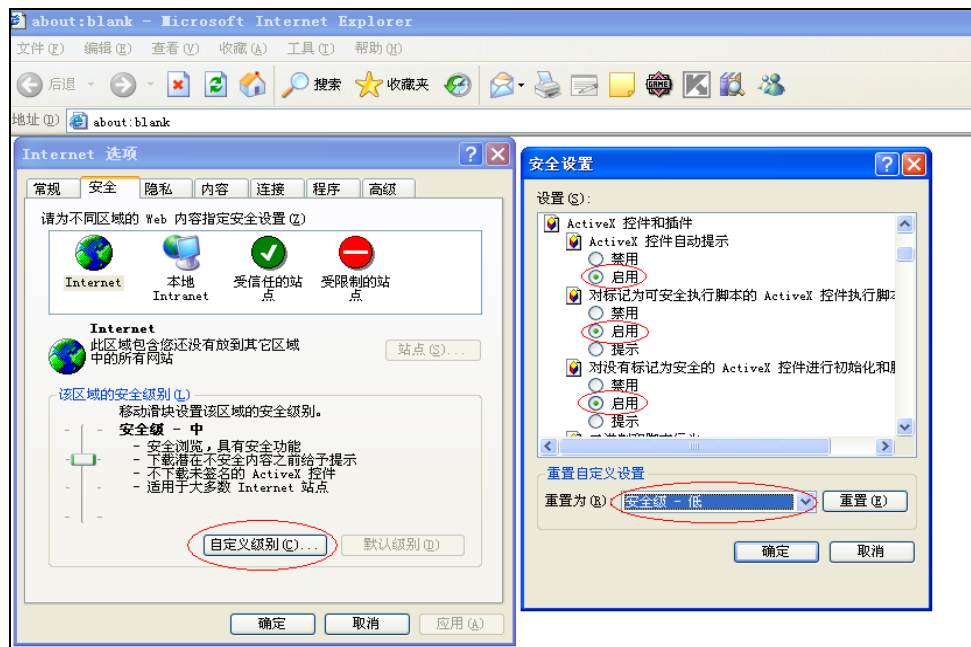 about:blank - Microsoft Internet Explorer
文件(F) 编辑(E) 查看(V) 收藏(A) 工具(T) 帮助(H)
后退 搜索 收藏夹
GAME K
地址(D) about:blank
Internet 选项
常规 安全 隐私 内容 连接 程序 高级
请为不同区域的 Web 内容指定安全设置(Z)
Internet
本地
Intranet
受信任的站
点
受限制的站
点
Internet
此区域包含您还没有放到其它区域
中的所有网站
站点(S)...
该区域的安全级别(L)
移动滑块设置该区域的安全级别。
安全级 - 中
- 安全浏览，具有安全功能
- 下载潜在不安全内容之前给予提示
- 不下载未签名的 ActiveX 控件
- 适用于大多数 Internet 站点
自定义级别(C)... 默认级别(D)
确定 取消 应用(A)
安全设置
设置(S):
ActiveX 控件和插件
ActiveX 控件自动提示
禁用
启用
对标记为可安全执行脚本的 ActiveX 控件执行脚
禁用
启用
提示
对没有标记为安全的 ActiveX 控件进行初始化和
禁用
启用
提示
重置自定义设置
重置为(R): 安全级 - 低 重置(E)
确定 取消